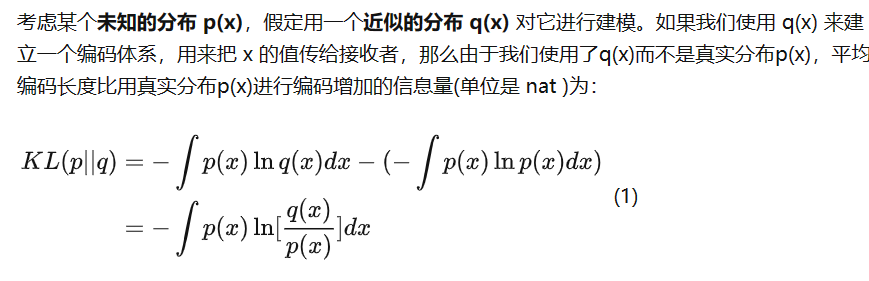 考虑某个未知的分布 p(x)，假定用一个近似的分布 q(x) 对它进行建模。如果我们使用 q(x) 来建
立一个编码体系，用来把 x 的值传给接收者，那么由于我们使用了q(x)而不是真实分布p(x)，平均
编码长度比用真实分布p(x)进行编码增加的信息量(单位是 nat )为：
KL(p||q) = − ∫ p(x) ln q(x)dx − (− ∫ p(x) ln p(x)dx)
= − ∫ p(x) ln[q(x)/p(x)]dx
(1)